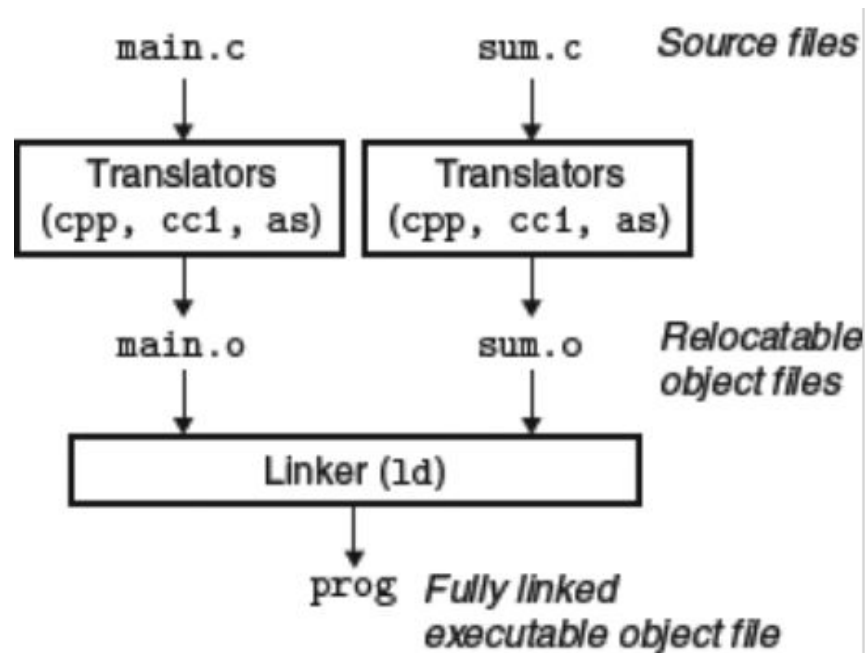 main.c sum.c Source files
Translators Translators
(cpp, cc1, as) (cpp, cc1, as)
main.o sum.o Relocatable
object files
Linker (ld)
prog Fully linked
executable object file